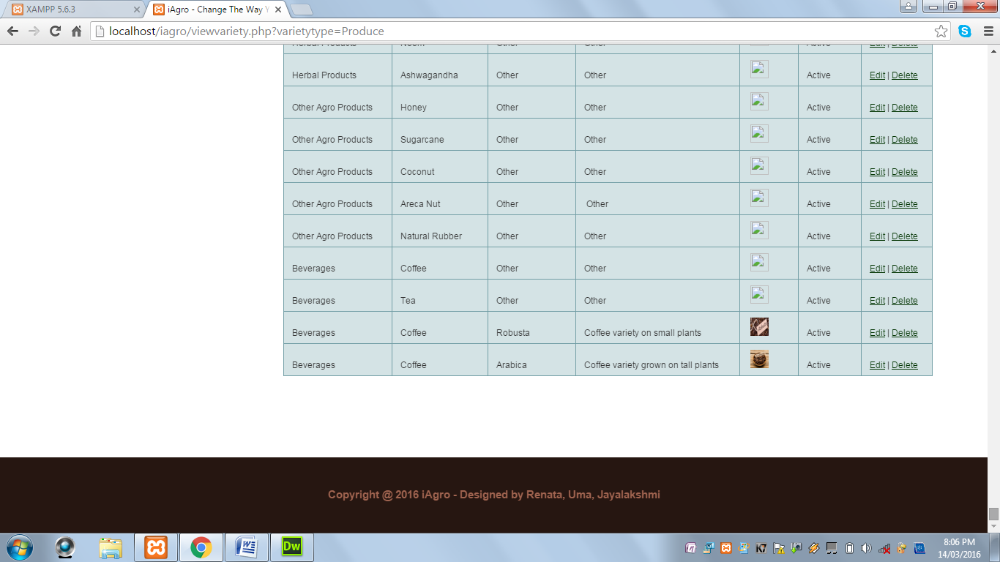 XAMPP 5.6.3
iAgro - Change The Way Y
localhost/iagro/viewvariety.php?varietytype=Produce
Herbal Products Neem Other Other Active Edit | Delete
Herbal Products Ashwagandha Other Other Active Edit | Delete
Other Agro Products Honey Other Other Active Edit | Delete
Other Agro Products Sugarcane Other Other Active Edit | Delete
Other Agro Products Coconut Other Other Active Edit | Delete
Other Agro Products Areca Nut Other Other Active Edit | Delete
Other Agro Products Natural Rubber Other Other Active Edit | Delete
Beverages Coffee Other Other Active Edit | Delete
Beverages Tea Other Other Active Edit | Delete
Beverages Coffee Robusta Coffee variety on small plants Active Edit | Delete
Beverages Coffee Arabica Coffee variety grown on tall plants Active Edit | Delete
Copyright @ 2016 iAgro - Designed by Renata, Uma, Jayalakshmi
Dw
8:06 PM
14/03/2016